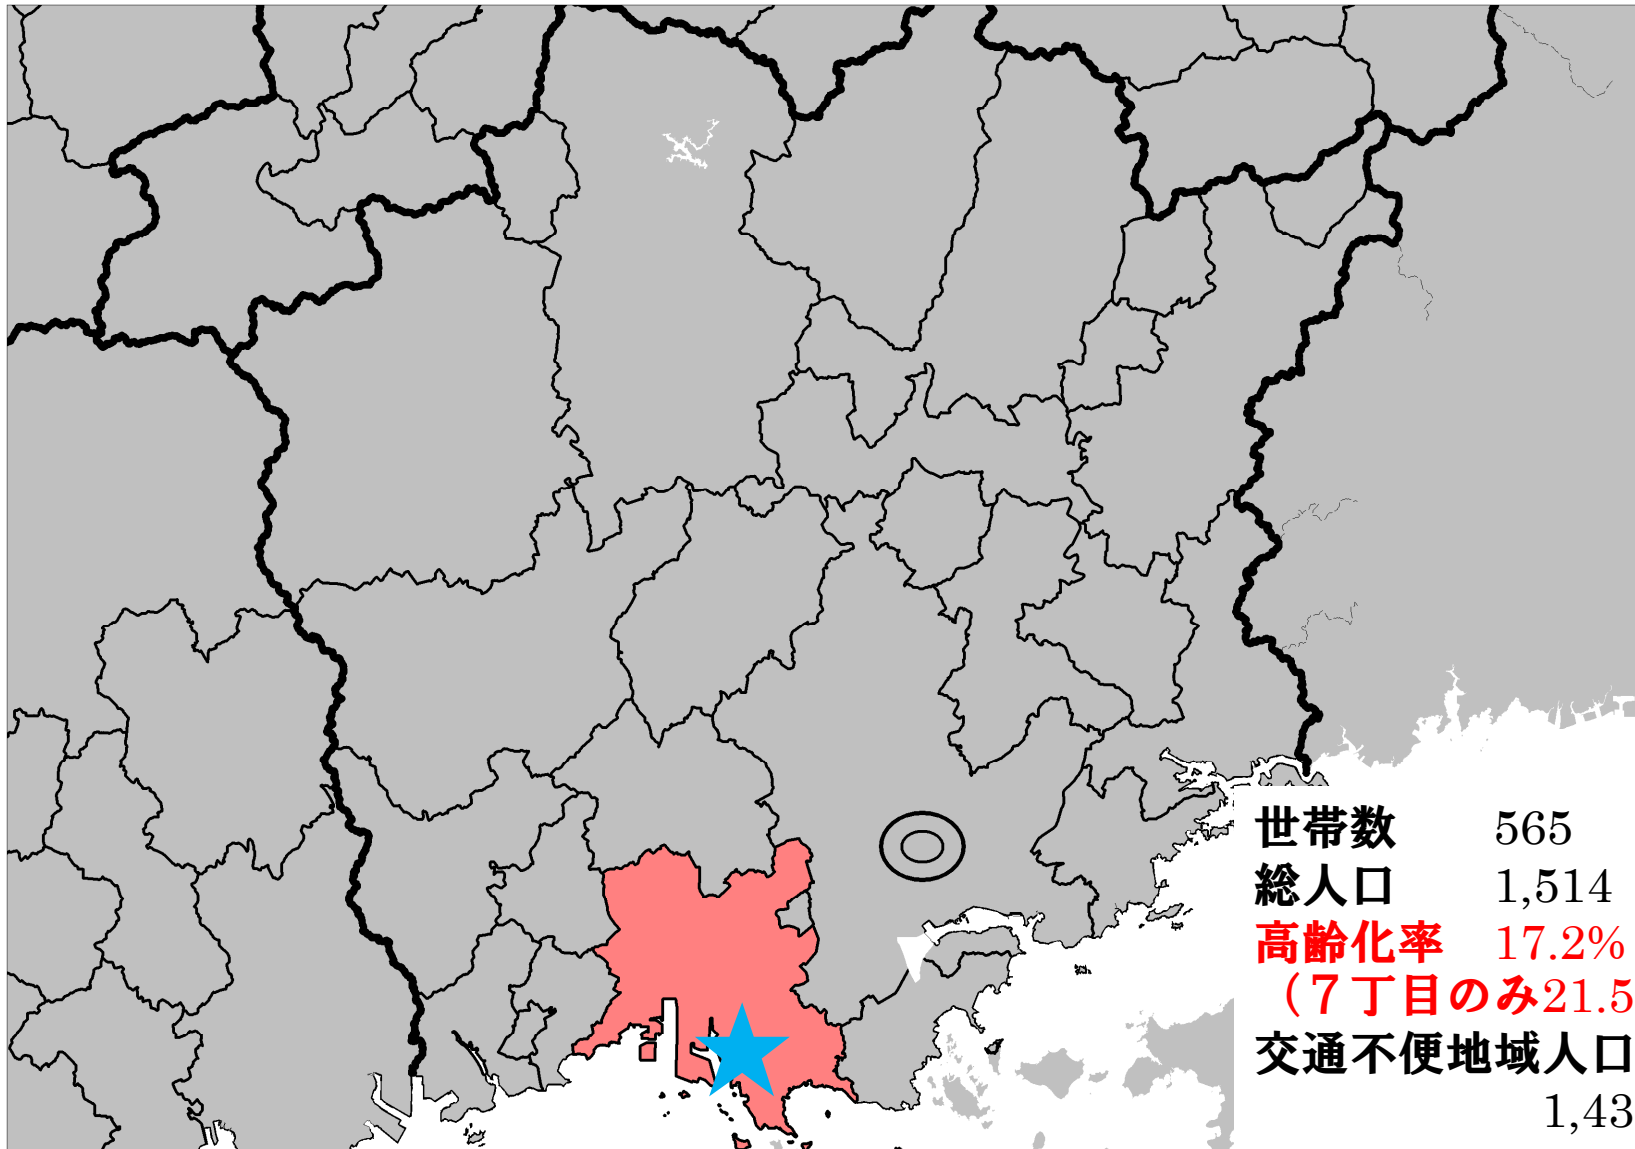 世帯数 565
総人口 1,514
高齢化率 17.2%
（７丁目のみ21.5
交通不便地域人口
1,43